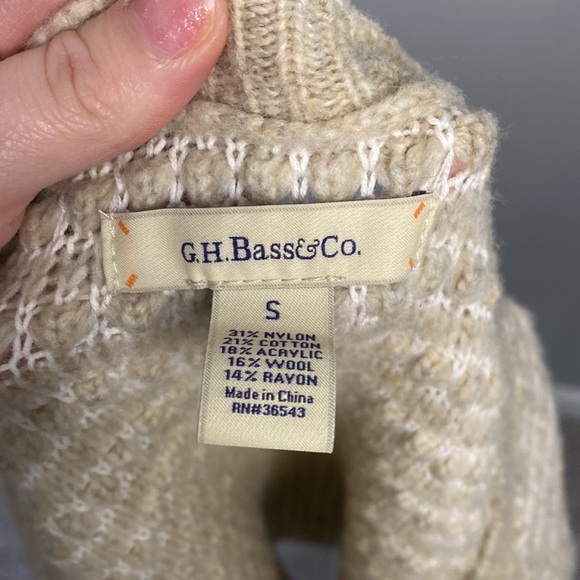 G.H.Bass&Co.
S
31% NYLON
21% COTTON
18% ACRYLIC
16% WOOL
14% RAYON
Made in China
RN#36543